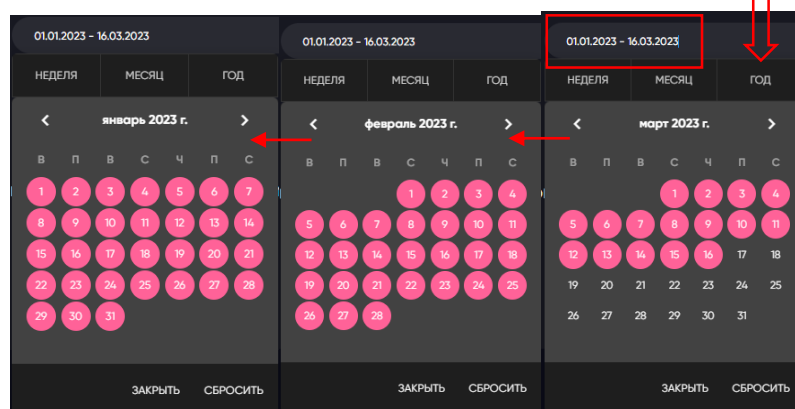 01.01.2023 – 16.03.2023
НЕДЕЛЯ МЕСЯЦ ГОД
январь 2023 г.
В П В С Ч П С
1 2 3 4 5 6 7
8 9 10 11 12 13 14
15 16 17 18 19 20 21
22 23 24 25 26 27 28
29 30 31
ЗАКРЫТЬ СБРОСИТЬ
01.01.2023 – 16.03.2023
НЕДЕЛЯ МЕСЯЦ ГОД
февраль 2023 г.
В П В С Ч П С
1 2 3 4
5 6 7 8 9 10 11
12 13 14 15 16 17 18
19 20 21 22 23 24 25
26 27 28
ЗАКРЫТЬ СБРОСИТЬ
01.01.2023 – 16.03.2023
НЕДЕЛЯ МЕСЯЦ ГОД
март 2023 г.
В П В С Ч П С
1 2 3 4
5 6 7 8 9 10 11
12 13 14 15 16 17 18
19 20 21 22 23 24 25
26 27 28 29 30 31
ЗАКРЫТЬ СБРОСИТЬ